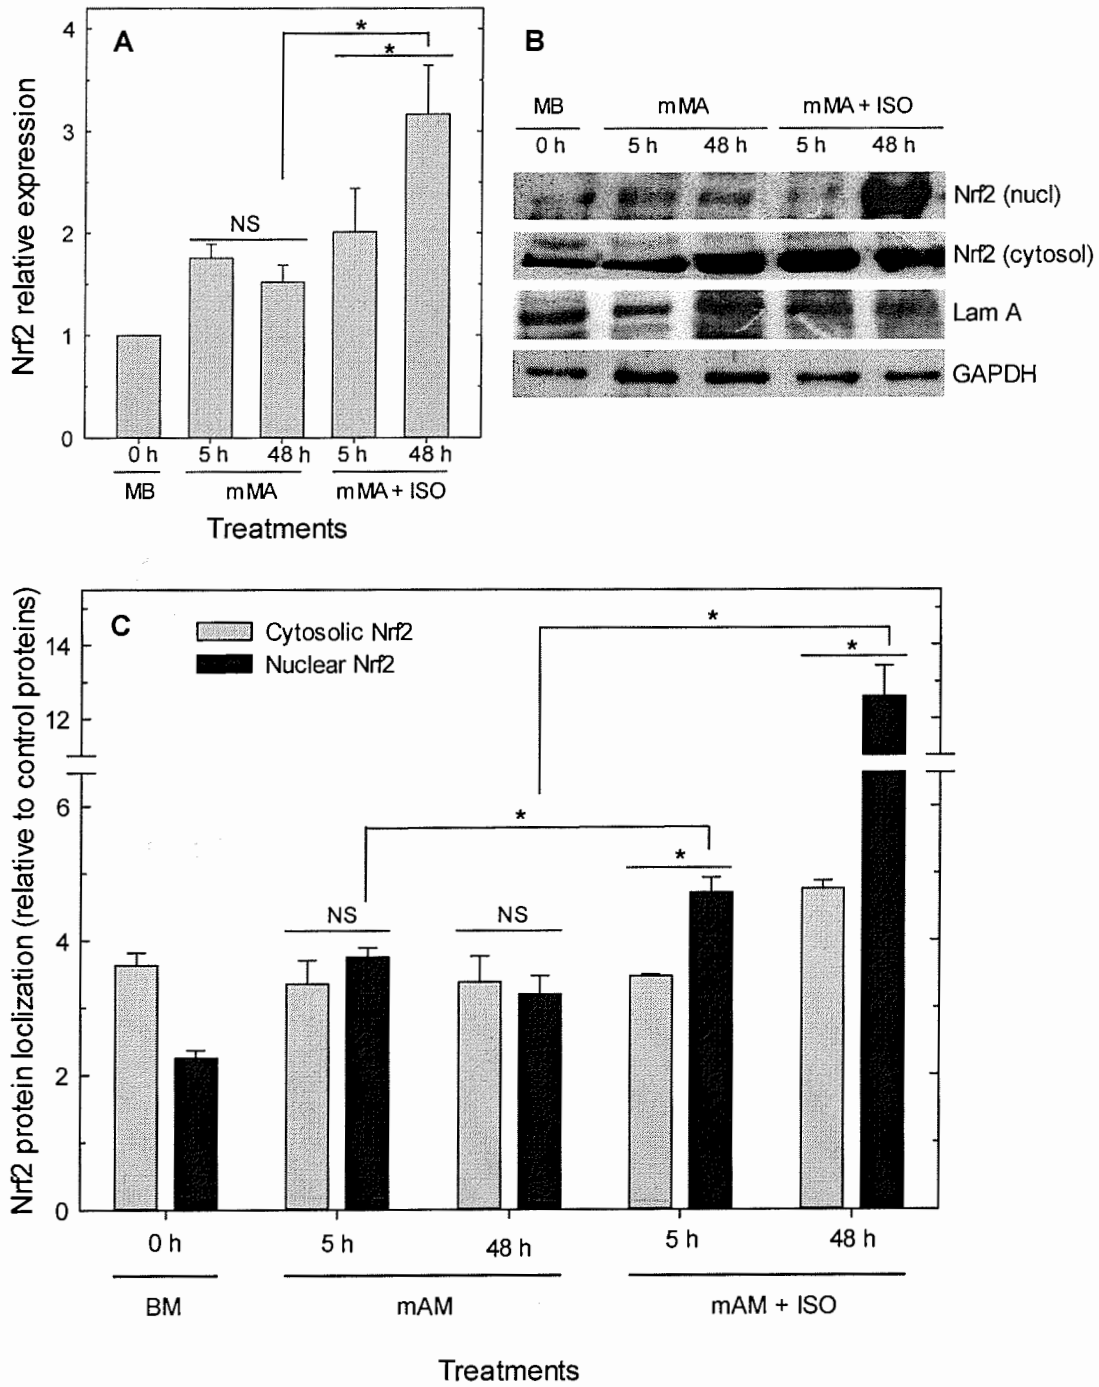 A
4
3
2
1
0
Nrf2 relative expression
*
*
NS
0 h 5 h 48 h 5 h 48 h
MB mMA mMA + ISO
Treatments
B
MB mMA mMA + ISO
0 h 5 h 48 h 5 h 48 h
Nrf2 (nucl)
Nrf2 (cytosol)
Lam A
GAPDH
C
Cytosolic Nrf2
Nuclear Nrf2
Nrf2 protein loclization (relative to control proteins)
14
12
6
4
2
0
*
*
*
*
NS NS
0 h 5 h 48 h 5 h 48 h
BM mAM mAM + ISO
Treatments